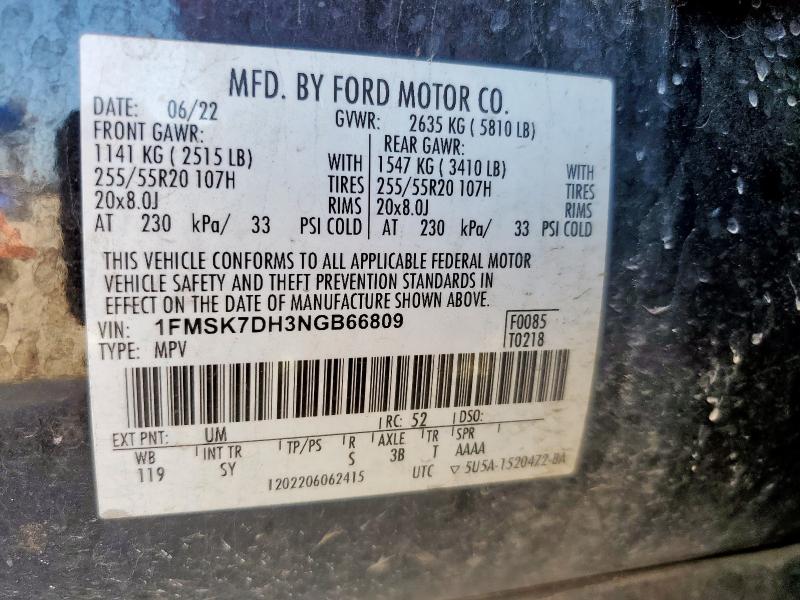 MFD. BY FORD MOTOR CO.
DATE: 06/22 GVWR: 2635 KG ( 5810 LB)
FRONT GAWR: REAR GAWR:
1141 KG ( 2515 LB) WITH 1547 KG ( 3410 LB) WITH
255/55R20 107H TIRES 255/55R20 107H TIRES
20x8.0J RIMS 20x8.0J RIMS
AT 230 kPa/ 33 PSI COLD AT 230 kPa/ 33 PSI COLD
THIS VEHICLE CONFORMS TO ALL APPLICABLE FEDERAL MOTOR
VEHICLE SAFETY AND THEFT PREVENTION STANDARDS IN
EFFECT ON THE DATE OF MANUFACTURE SHOWN ABOVE.
VIN: 1FMSK7DH3NGB66809 F0085
TYPE: MPV T0218
EXT PNT: UM RC: 52 DSO:
WB INT TR TP/PS R AXLE TR SPR
119 SY S 3B T AAAA
I202206062415 UTC ▽ 5U5A-1520472-BA